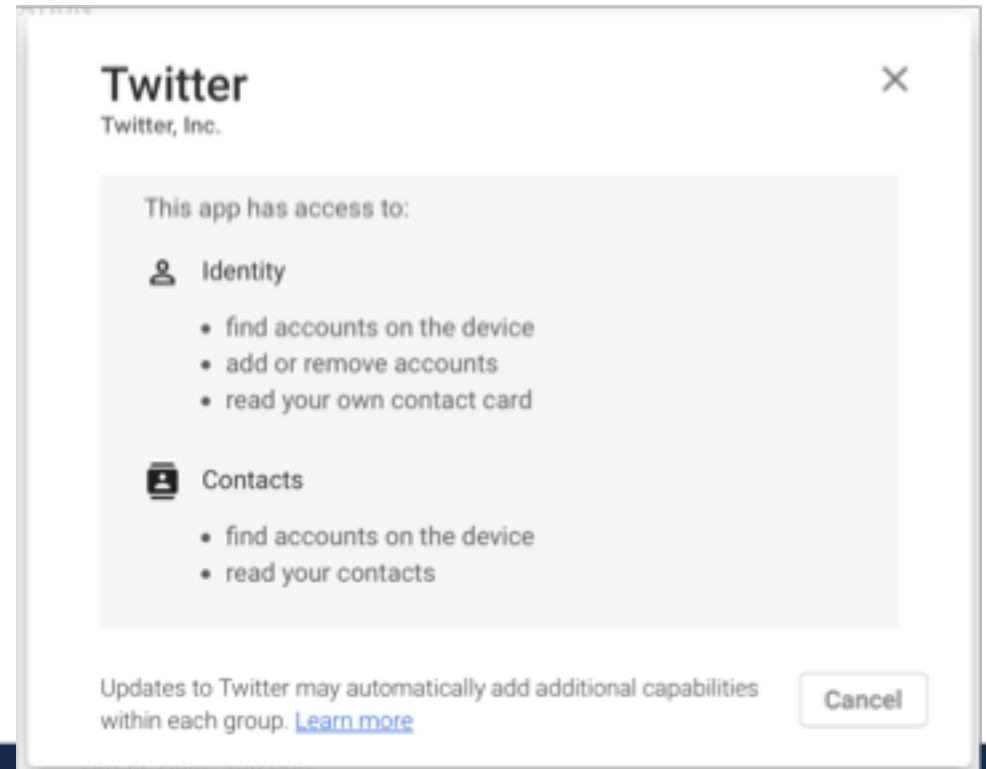 Twitter
Twitter, Inc.
This app has access to:
Identity
• find accounts on the device
• add or remove accounts
• read your own contact card
Contacts
• find accounts on the device
• read your contacts
Updates to Twitter may automatically add additional capabilities
within each group. Learn more
Cancel